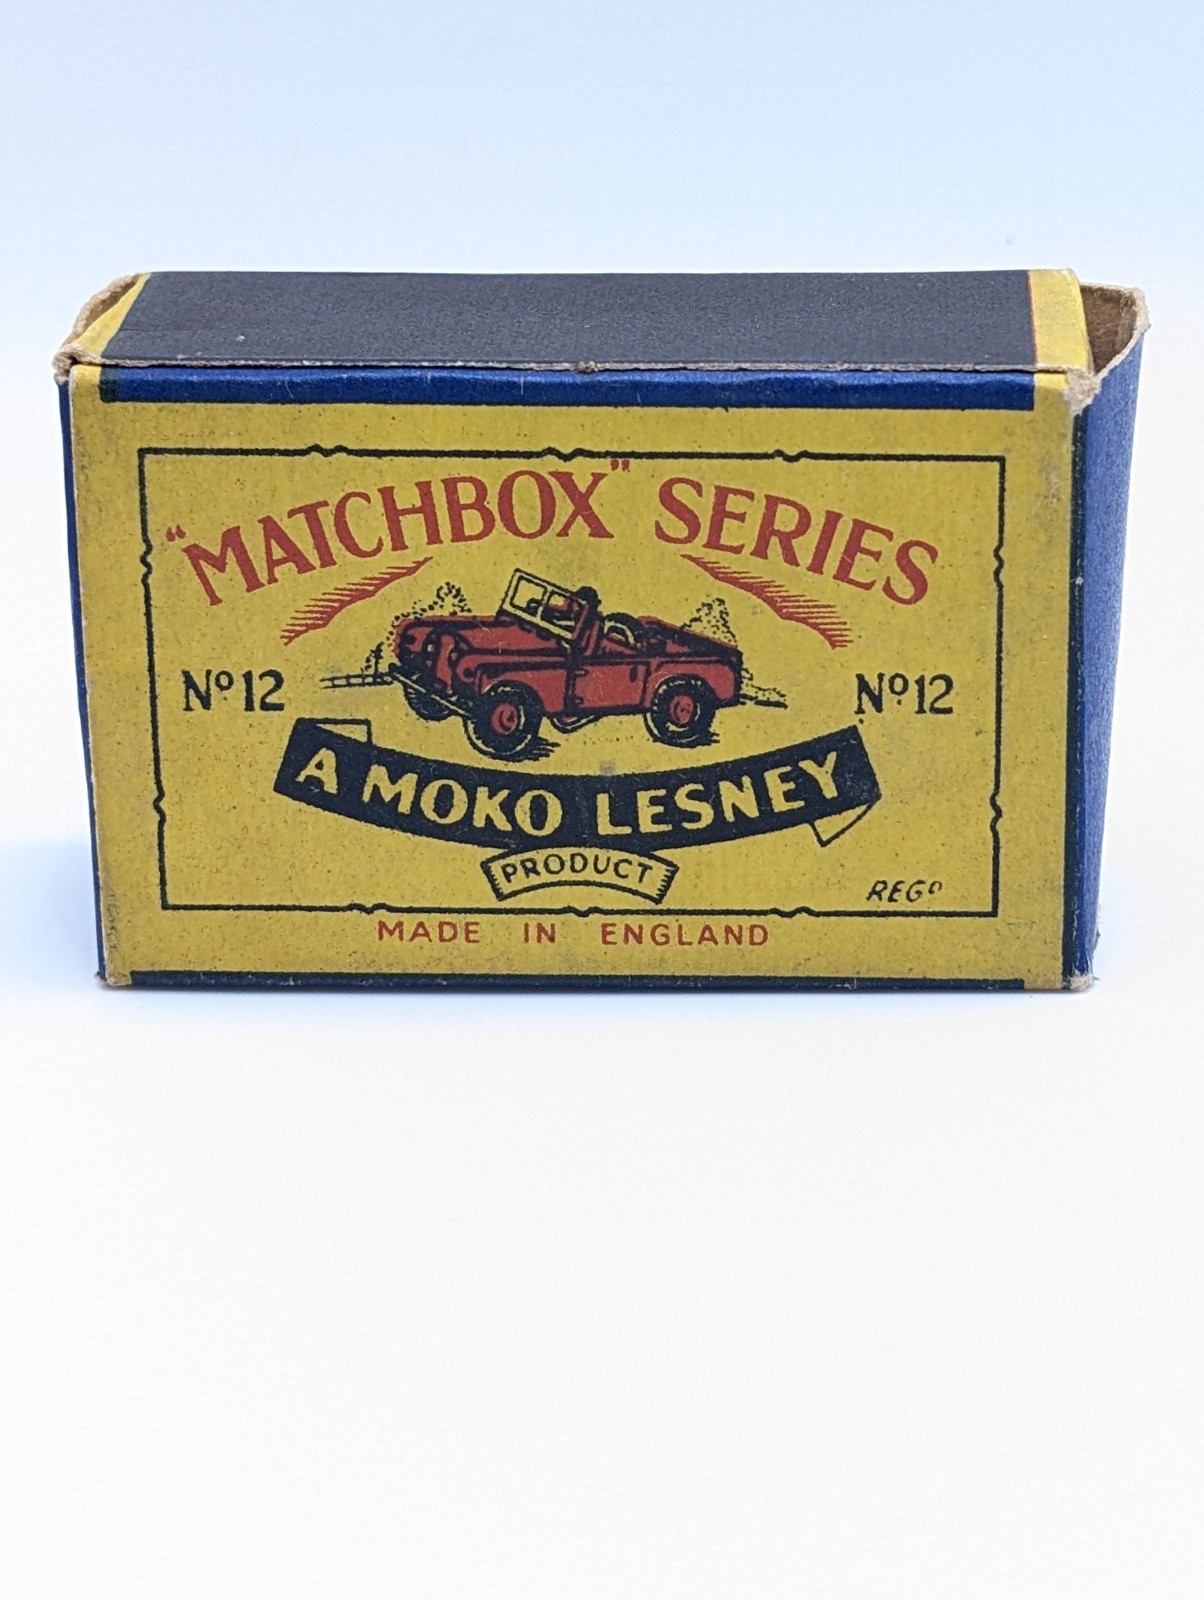 "MATCHBOX" SERIES
Nº12 Nº12
A MOKO LESNEY
PRODUCT
REGD
MADE IN ENGLAND